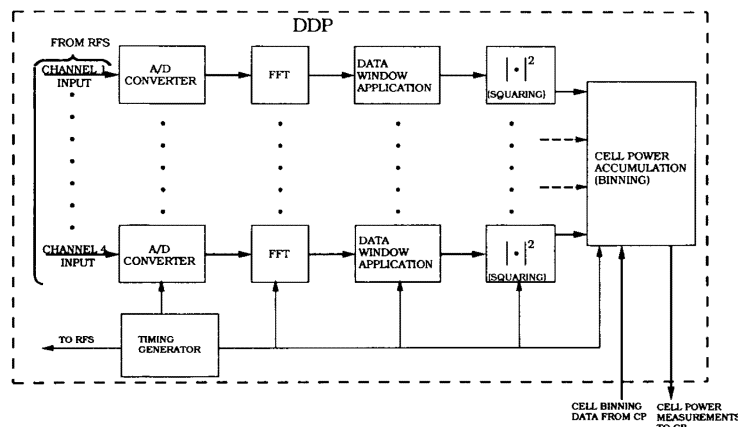 DDP
FROM RFS
CHANNEL 1
INPUT
A/D
CONVERTER
FFT
DATA
WINDOW
APPLICATION
|•|²
(SQUARING)
CELL POWER
ACCUMULATION
(BINNING)
CHANNEL 4
INPUT
A/D
CONVERTER
FFT
DATA
WINDOW
APPLICATION
|•|²
(SQUARING)
TO RFS
TIMING
GENERATOR
CELL BINNING
DATA FROM CP
CELL POWER
MEASUREMENTS
TO CP